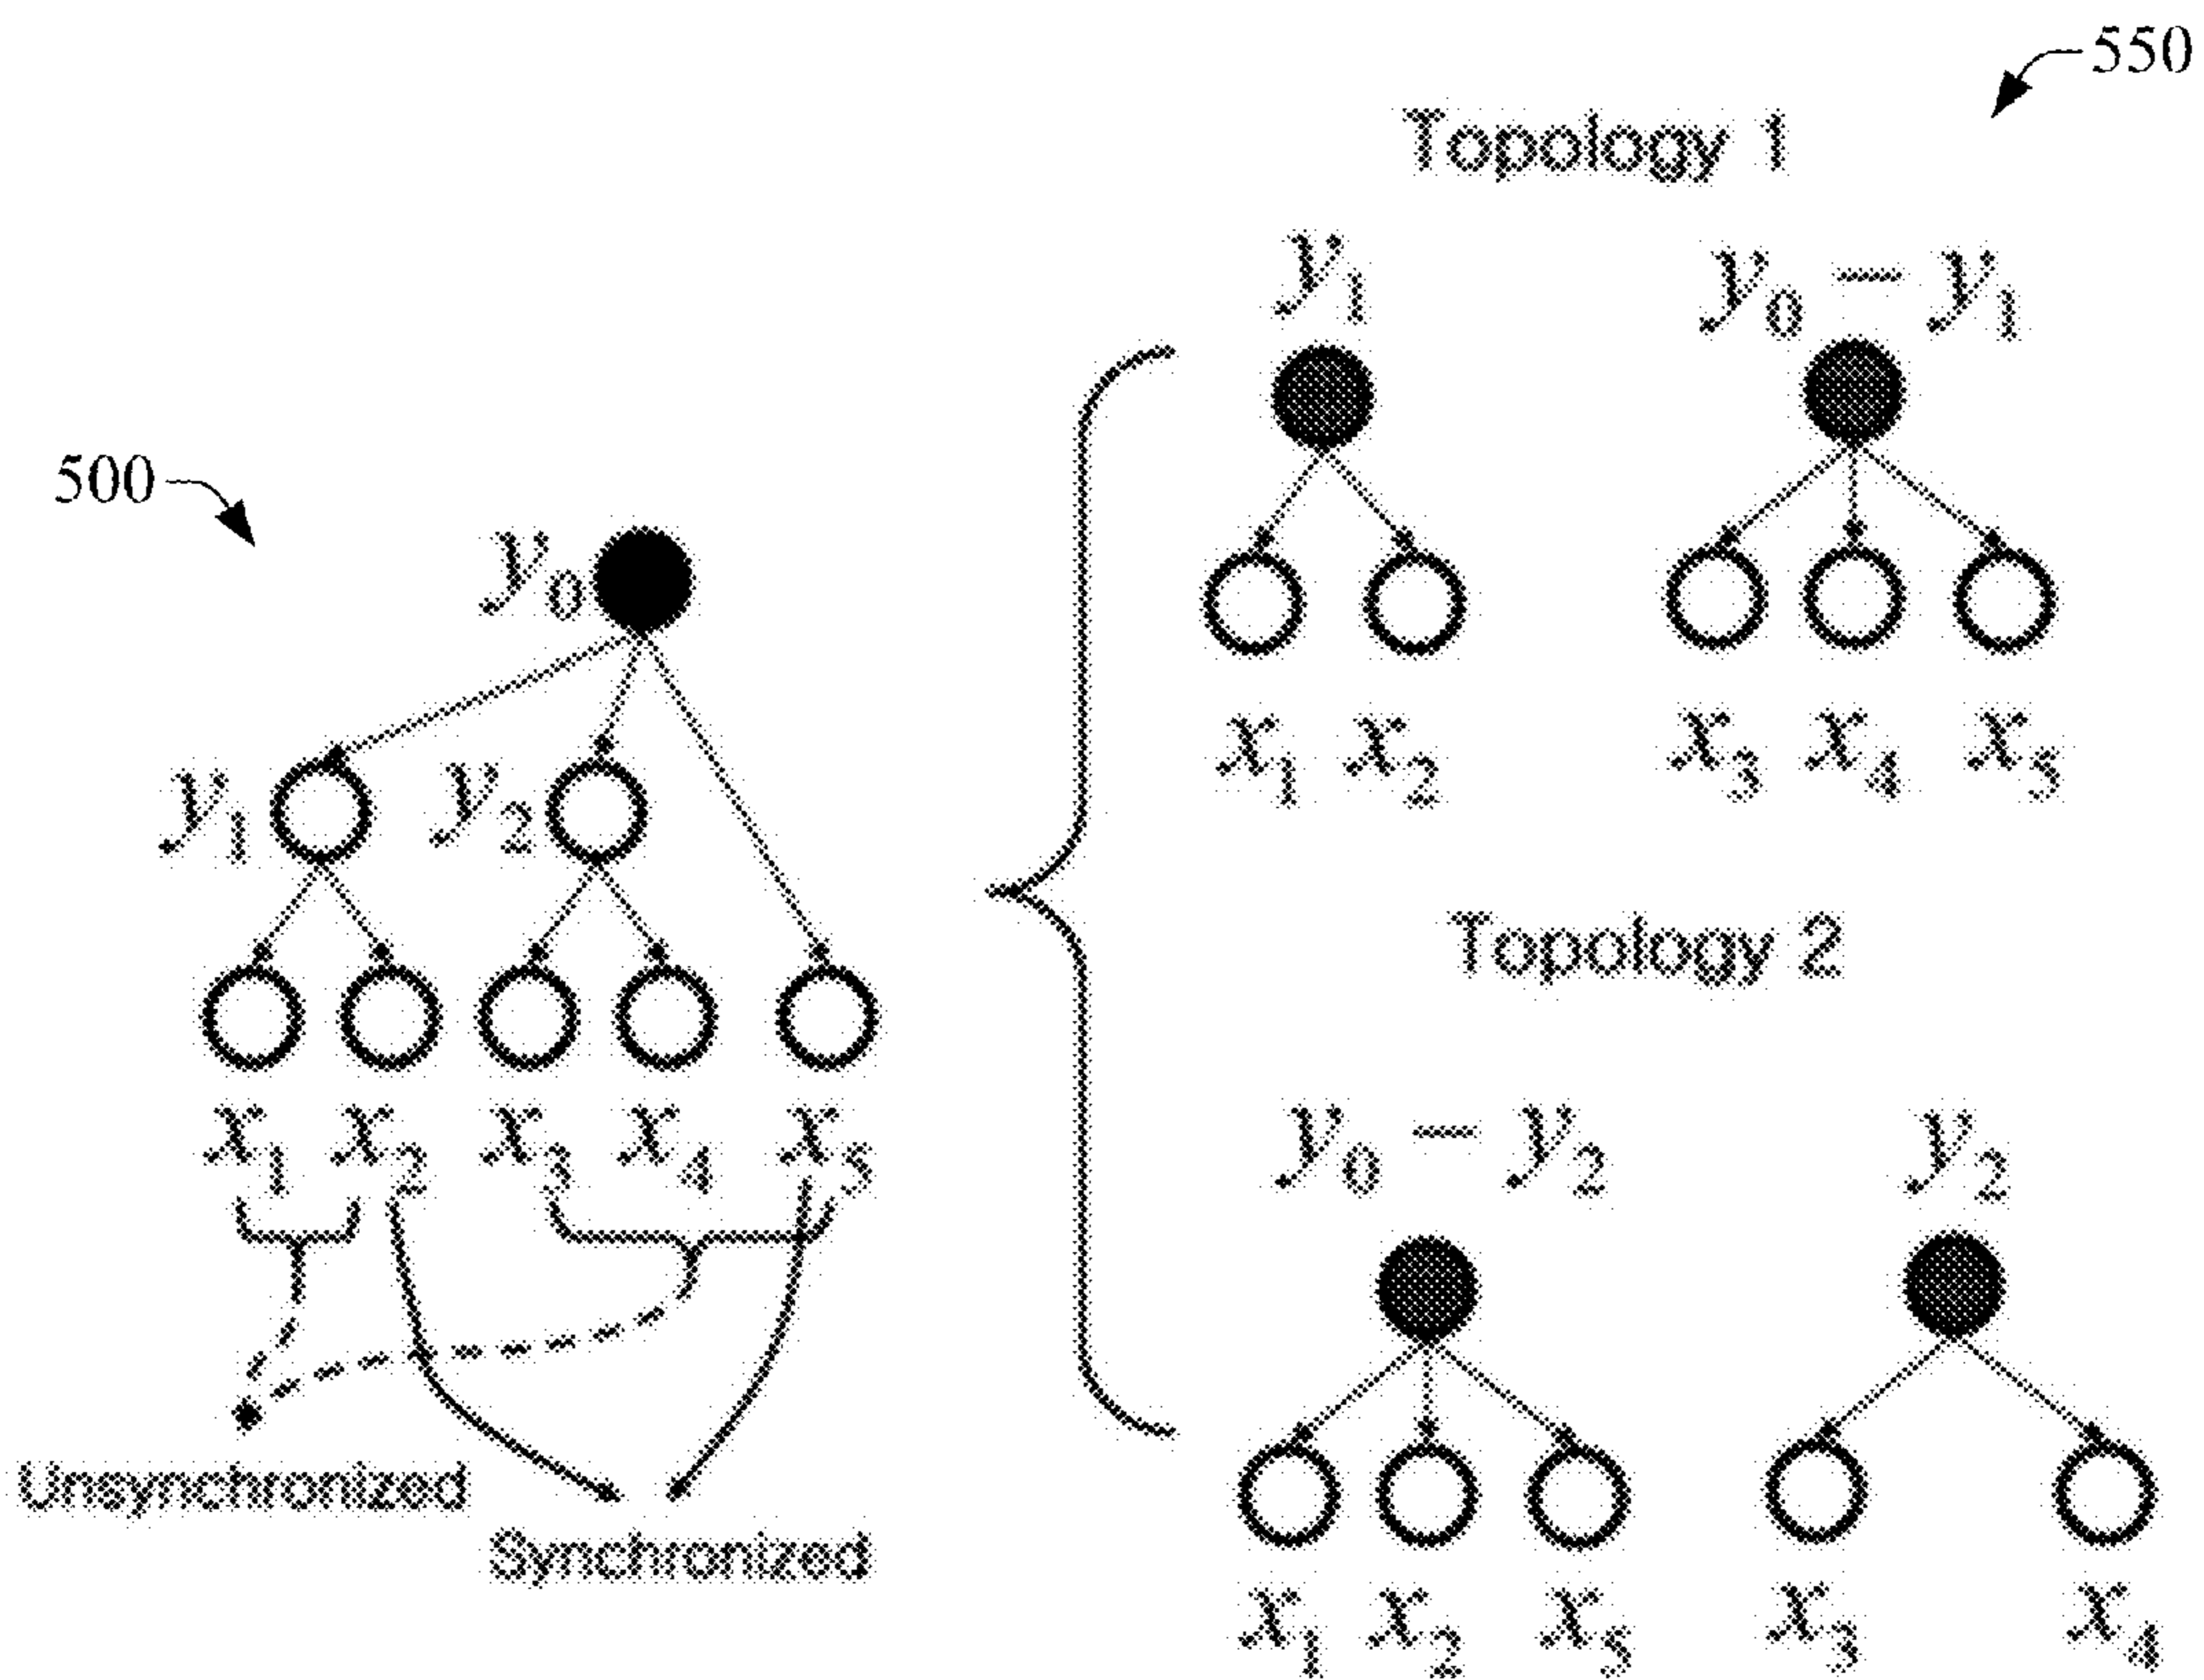 550
Topology 1
y₁ y₀ − y₁
500
y₀
x₁ x₂ x₃ x₄ x₅
y₁ y₂
Topology 2
x₁ x₂ x₃ x₄ x₅
y₀ − y₂ y₂
Unsynchronized
Synchronized
x₁ x₂ x₅ x₃ x₄